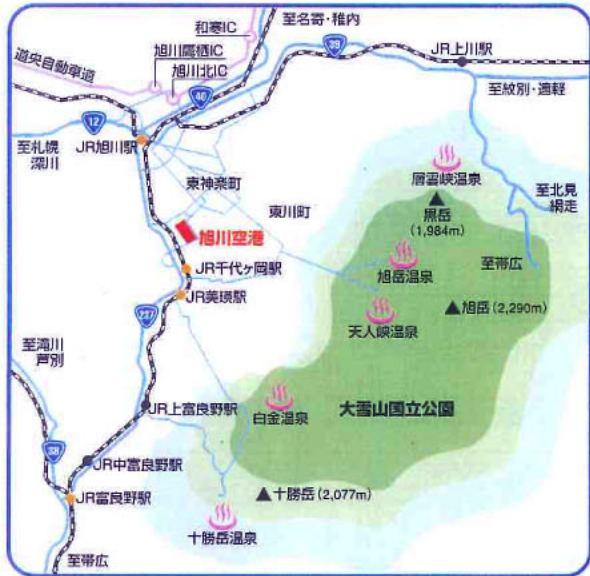 和寒IC
至名寄・稚内
旭川鷹栖IC
39
JR上川駅
道央自動車道
旭川北IC
至紋別・遠軽
40
12
至札幌
深川
JR旭川駅
層雲峡温泉
東神楽町
至北見
網走
東川町
黒岳
(1,984m)
旭川空港
旭岳温泉
至帯広
JR千代ヶ岡駅
JR美瑛駅
旭岳(2,290m)
天人峡温泉
237
至滝川
芦別
JR上富良野駅
白金温泉
大雪山国立公園
38
JR中富良野駅
JR富良野駅
十勝岳(2,077m)
十勝岳温泉
至帯広